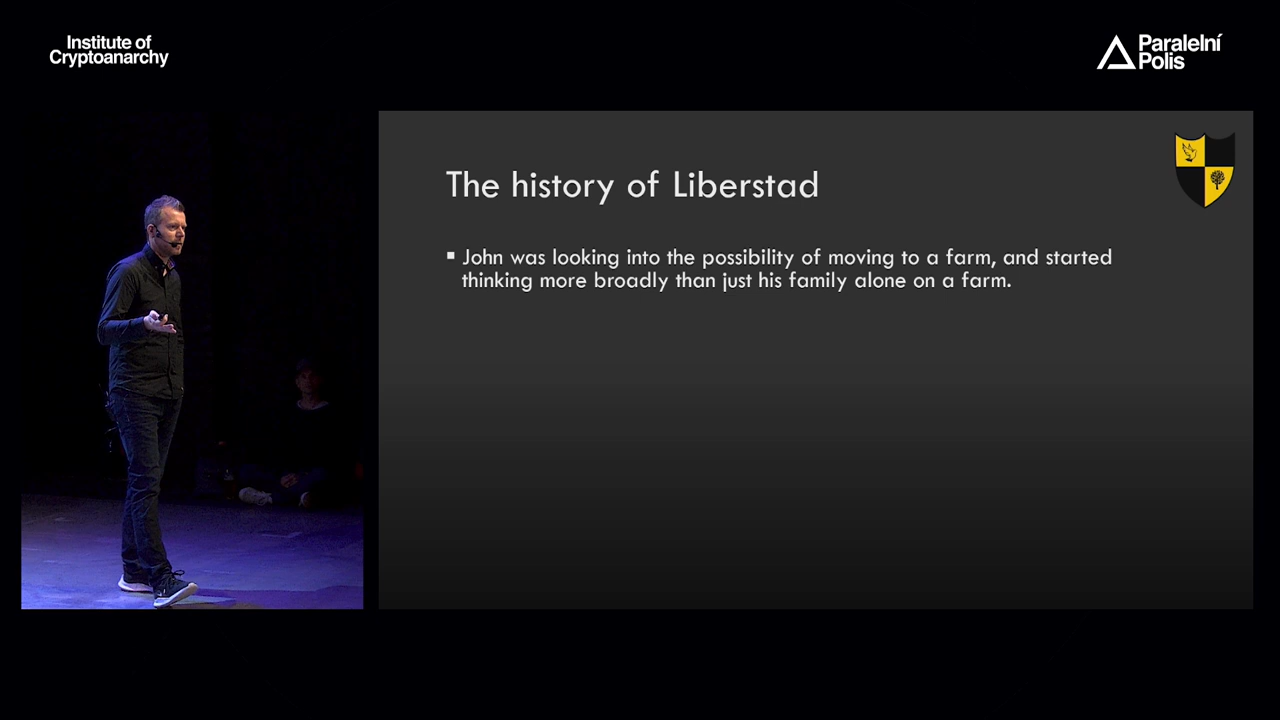 Institute of
Cryptoanarchy
Paralelní
Polis
The history of Liberstad
▪ John was looking into the possibility of moving to a farm, and started
thinking more broadly than just his family alone on a farm.